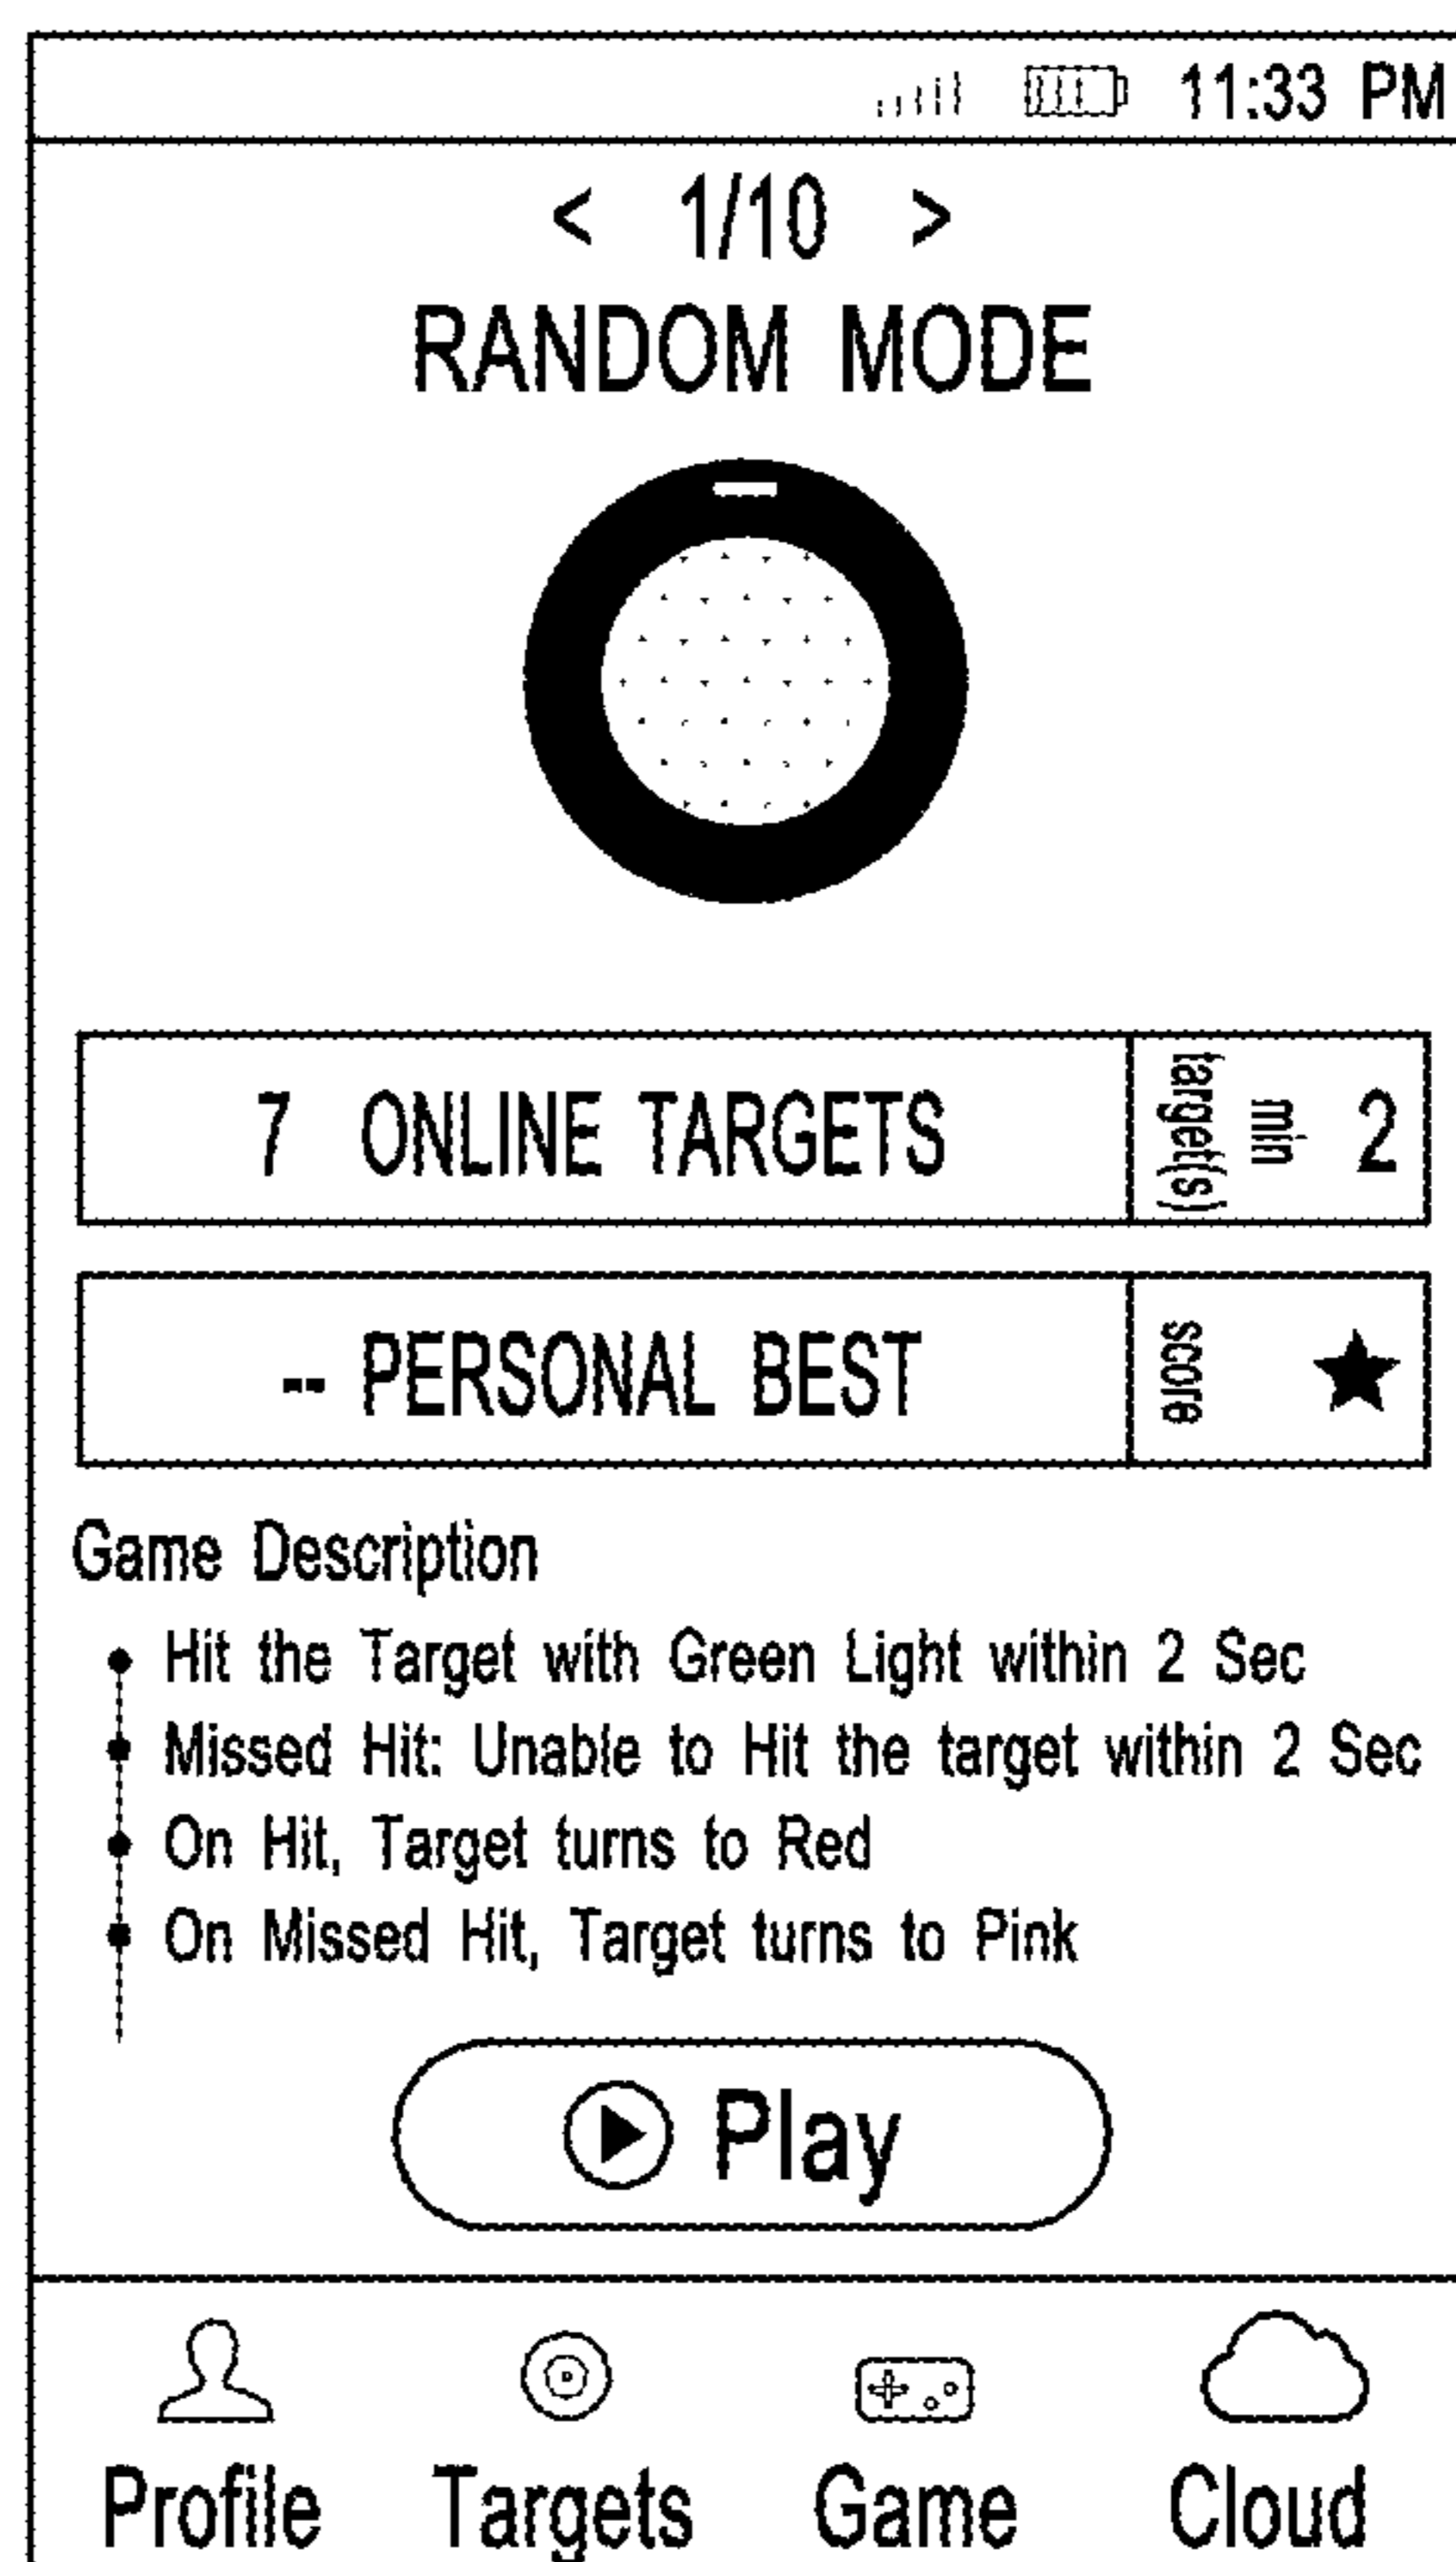 11:33 PM
< 1/10 >
RANDOM MODE
7 ONLINE TARGETS
target(s)
min
2
-- PERSONAL BEST
score
Game Description
Hit the Target with Green Light within 2 Sec
Missed Hit: Unable to Hit the target within 2 Sec
On Hit, Target turns to Red
On Missed Hit, Target turns to Pink
Play
Profile Targets Game Cloud